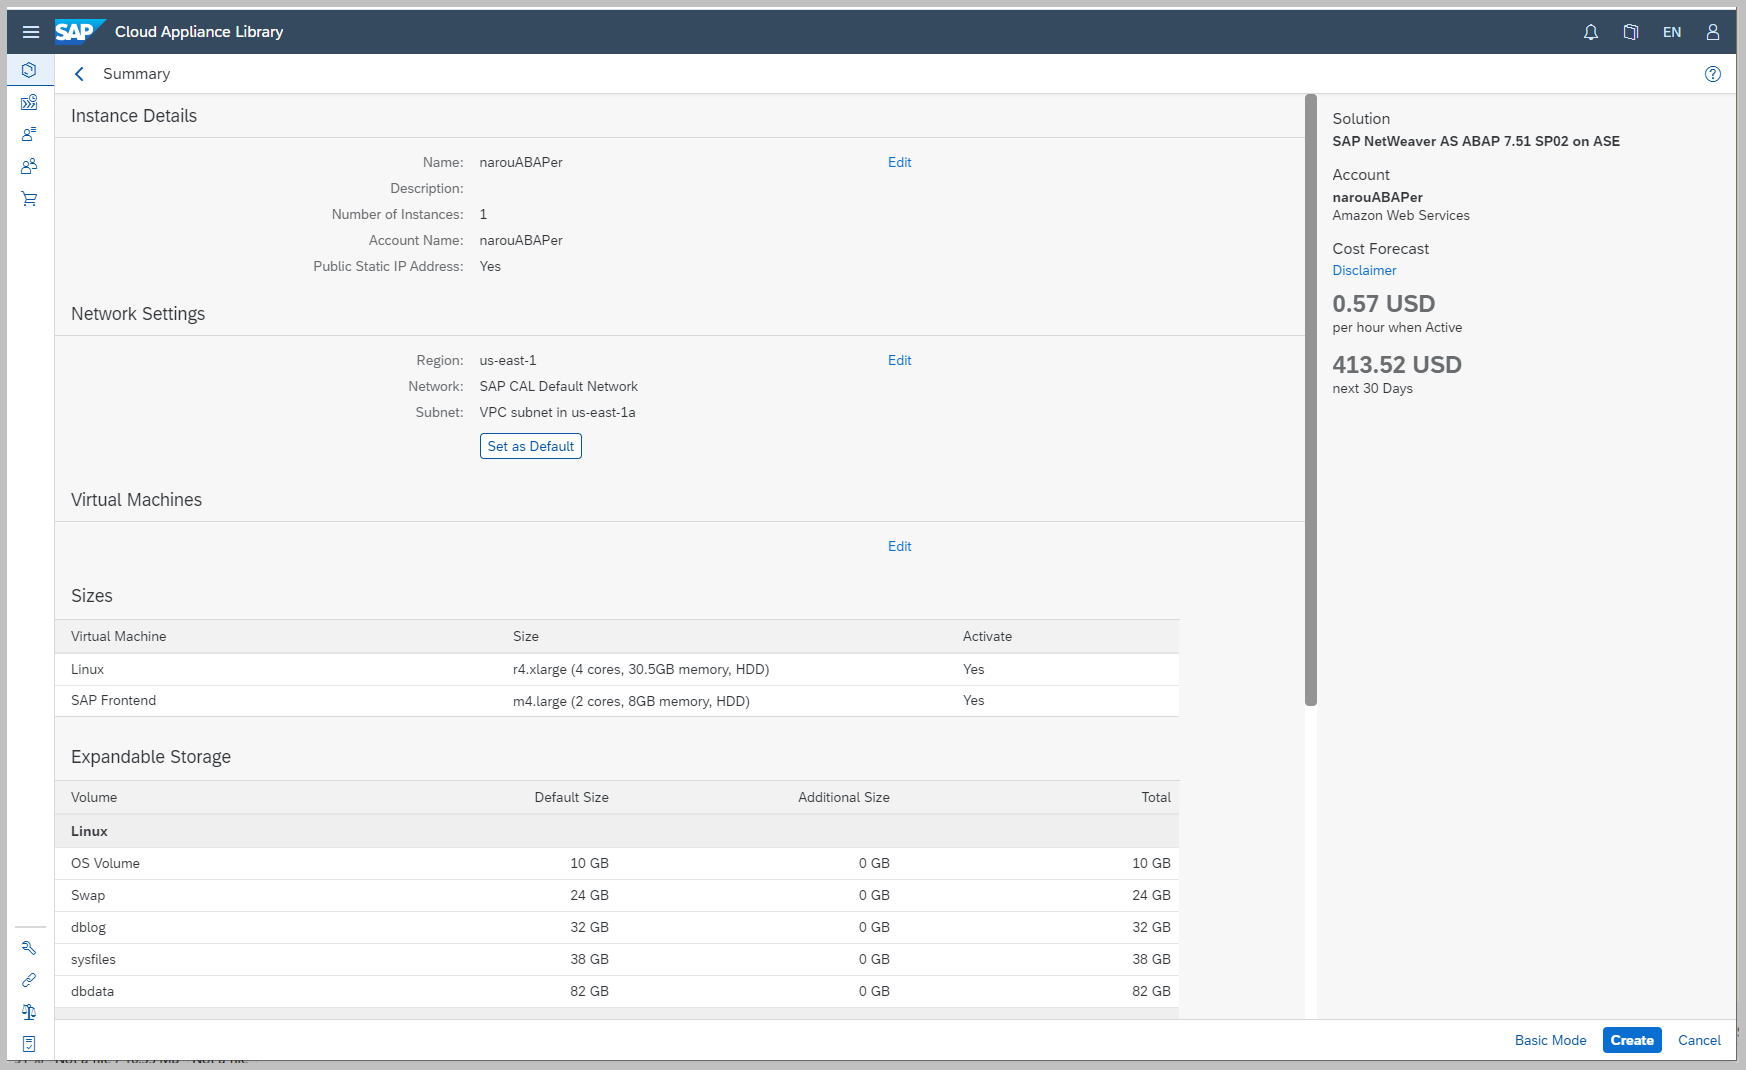 SAP Cloud Appliance Library EN
Summary
Instance Details
Name: narouABAPer Edit
Description:
Number of Instances: 1
Account Name: narouABAPer
Public Static IP Address: Yes
Network Settings
Region: us-east-1 Edit
Network: SAP CAL Default Network
Subnet: VPC subnet in us-east-1a
Set as Default
Virtual Machines
Edit
Sizes
Virtual Machine Size Activate
Linux r4.xlarge (4 cores, 30.5GB memory, HDD) Yes
SAP Frontend m4.large (2 cores, 8GB memory, HDD) Yes
Expandable Storage
Volume Default Size Additional Size Total
Linux
OS Volume 10 GB 0 GB 10 GB
Swap 24 GB 0 GB 24 GB
dblog 32 GB 0 GB 32 GB
sysfiles 38 GB 0 GB 38 GB
dbdata 82 GB 0 GB 82 GB
Solution
SAP NetWeaver AS ABAP 7.51 SP02 on ASE
Account
narouABAPer
Amazon Web Services
Cost Forecast
Disclaimer
0.57 USD
per hour when Active
413.52 USD
next 30 Days
Basic Mode Create Cancel